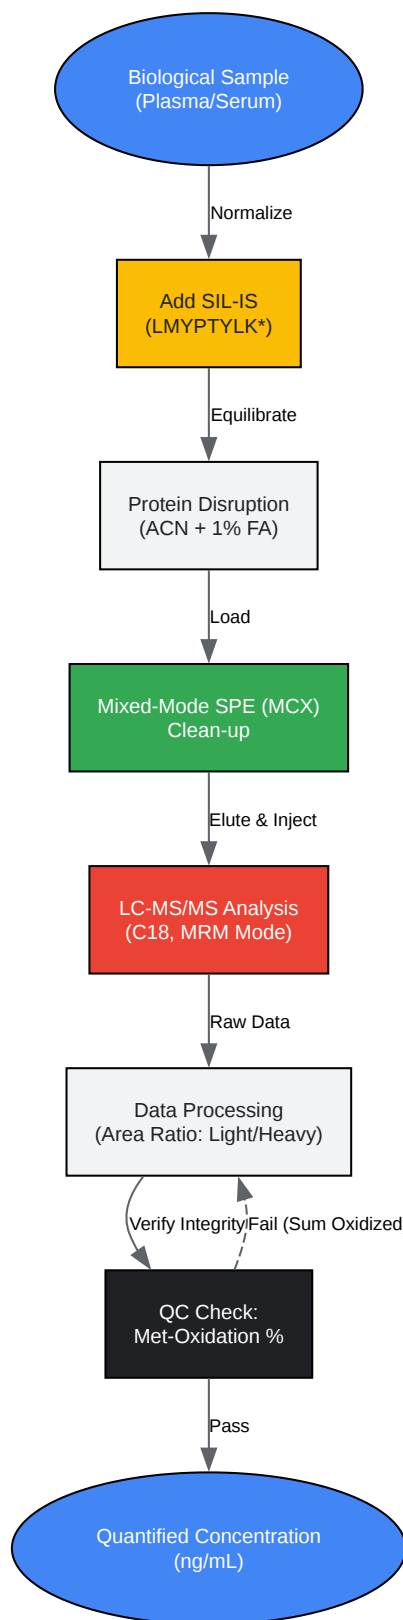 Biological Sample
(Plasma/Serum)
Normalize
Add SIL-IS
(LMYPTYLK*)
Equilibrate
Protein Disruption
(ACN + 1% FA)
Load
Mixed-Mode SPE (MCX)
Clean-up
Elute & Inject
LC-MS/MS Analysis
(C18, MRM Mode)
Raw Data
Data Processing
(Area Ratio: Light/Heavy)
Verify Integrity
Fail (Sum Oxidized)
QC Check:
Met-Oxidation %
Pass
Quantified Concentration
(ng/mL)